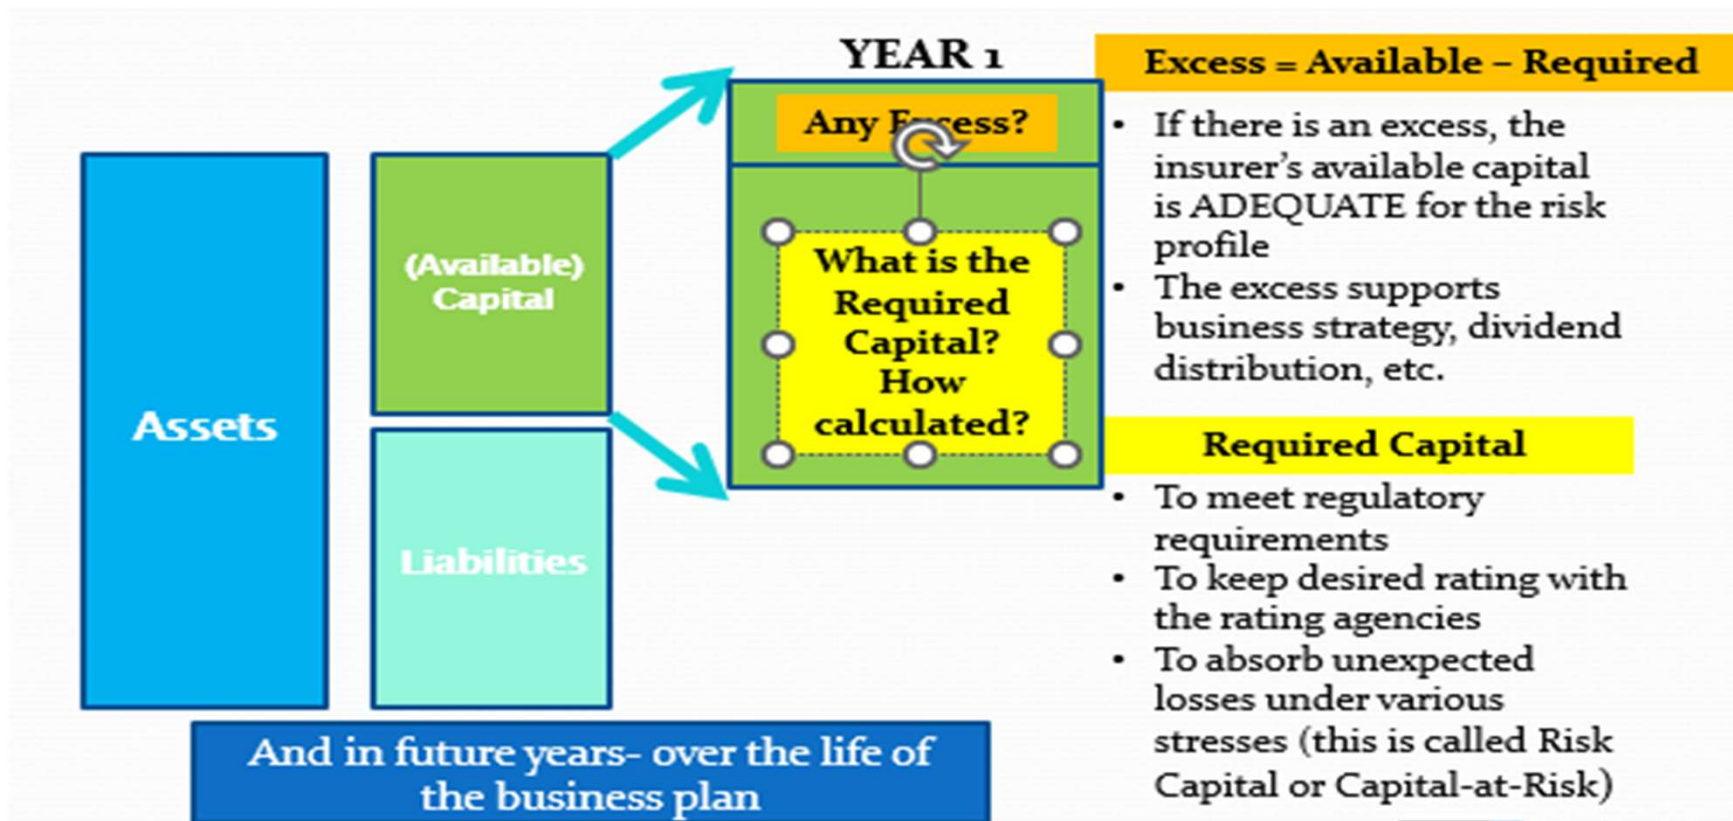 YEAR 1
Any Excess?
What is the
Required
Capital?
How
calculated?
(Available)
Capital
Assets
Liabilities
And in future years- over the life of
the business plan
Excess = Available – Required
• If there is an excess, the
insurer’s available capital
is ADEQUATE for the risk
profile
• The excess supports
business strategy, dividend
distribution, etc.
Required Capital
• To meet regulatory
requirements
• To keep desired rating with
the rating agencies
• To absorb unexpected
losses under various
stresses (this is called Risk
Capital or Capital-at-Risk)